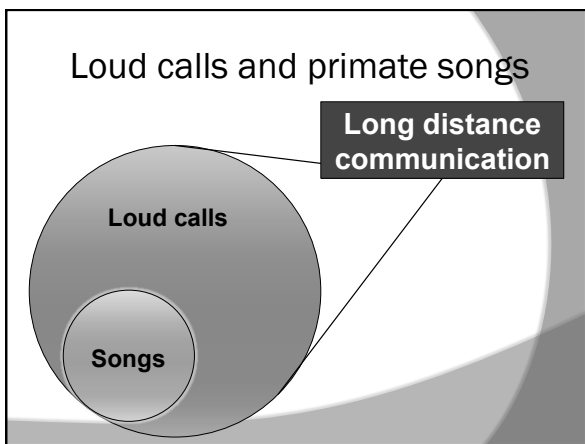 Loud calls and primate songs
Long distance
communication
Loud calls
Songs